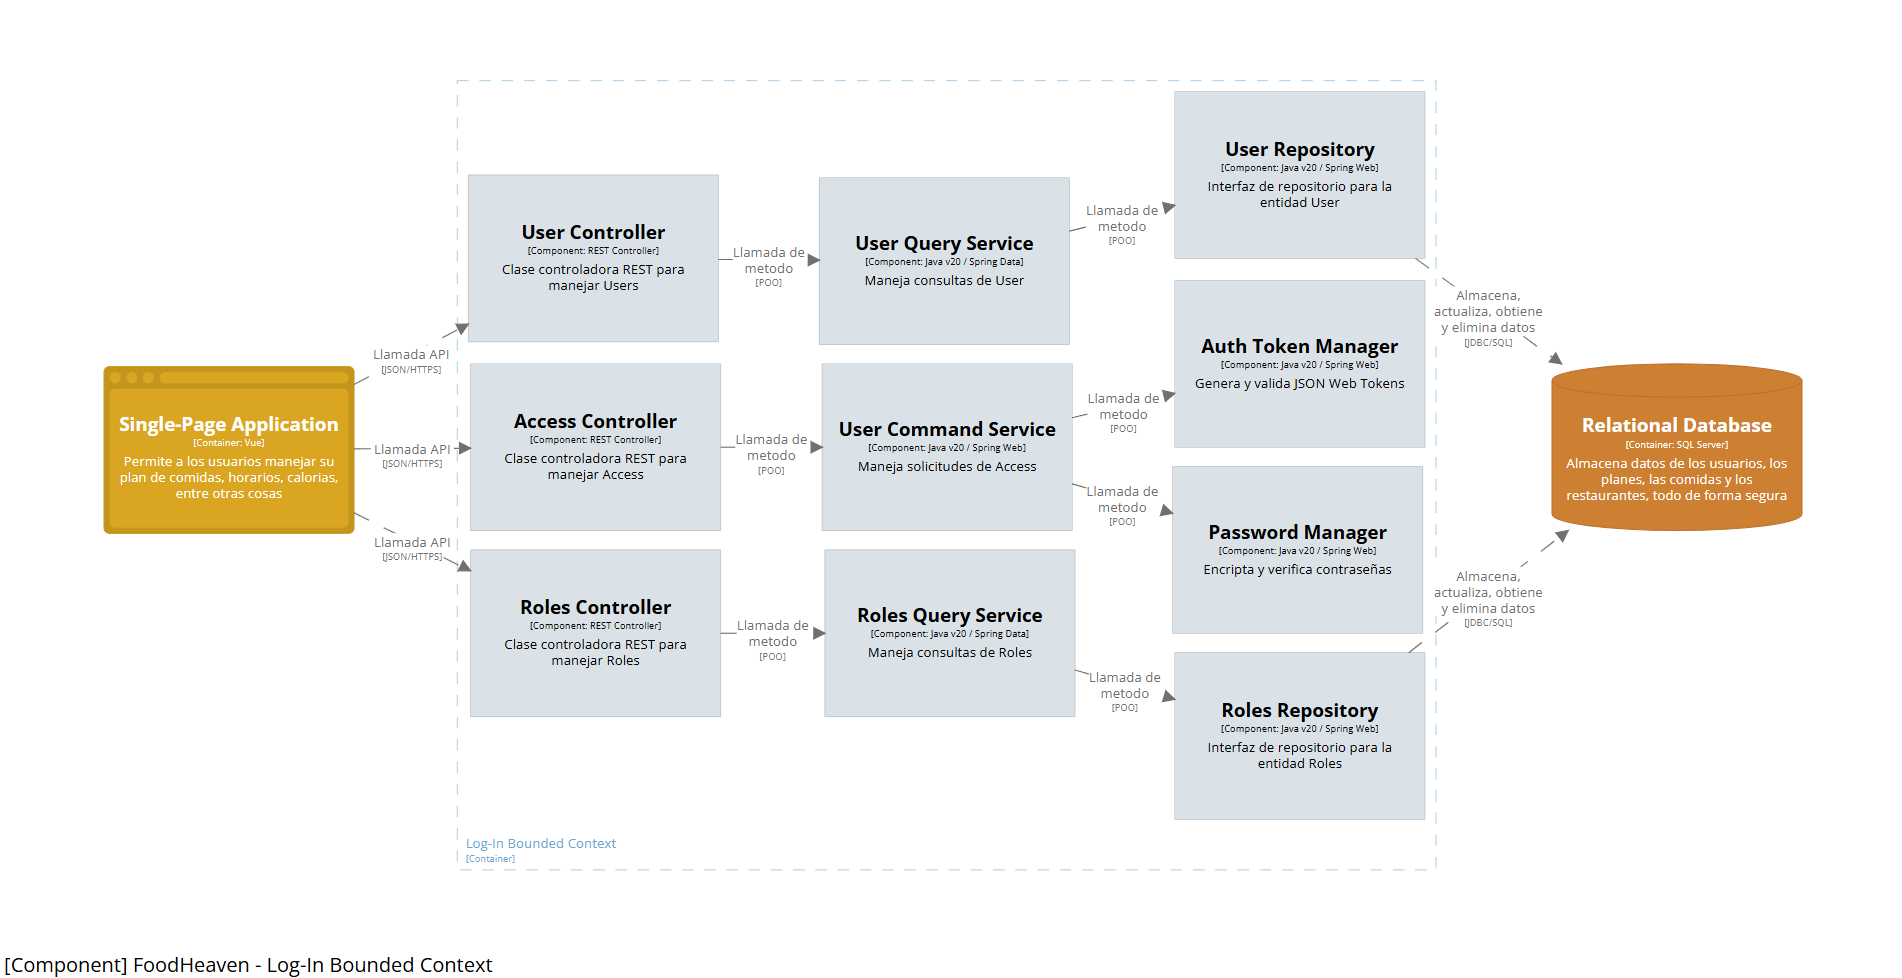 Single-Page Application
[Container: Vue]
Permite a los usuarios manejar su
plan de comidas, horarios, calorias,
entre otras cosas
Llamada API
[JSON/HTTPS]
Llamada API
[JSON/HTTPS]
Llamada API
[JSON/HTTPS]
User Controller
[Component: REST Controller]
Clase controladora REST para
manejar Users
Access Controller
[Component: REST Controller]
Clase controladora REST para
manejar Access
Roles Controller
[Component: REST Controller]
Clase controladora REST para
manejar Roles
Llamada de
metodo
[POO]
Llamada de
metodo
[POO]
Llamada de
metodo
[POO]
User Query Service
[Component: Java v20 / Spring Data]
Maneja consultas de User
User Command Service
[Component: Java v20 / Spring Web]
Maneja solicitudes de Access
Roles Query Service
[Component: Java v20 / Spring Data]
Maneja consultas de Roles
Llamada de
metodo
[POO]
Llamada de
metodo
[POO]
Llamada de
metodo
[POO]
Llamada de
metodo
[POO]
User Repository
[Component: Java v20 / Spring Web]
Interfaz de repositorio para la
entidad User
Auth Token Manager
[Component: Java v20 / Spring Web]
Genera y valida JSON Web Tokens
Password Manager
[Component: Java v20 / Spring Web]
Encripta y verifica contraseñas
Roles Repository
[Component: Java v20 / Spring Web]
Interfaz de repositorio para la
entidad Roles
Almacena,
actualiza, obtiene
y elimina datos
[JDBC/SQL]
Almacena,
actualiza, obtiene
y elimina datos
[JDBC/SQL]
Relational Database
[Container: SQL Server]
Almacena datos de los usuarios, los
planes, las comidas y los
restaurantes, todo de forma segura
Log-In Bounded Context
[Container]
[Component] FoodHeaven - Log-In Bounded Context